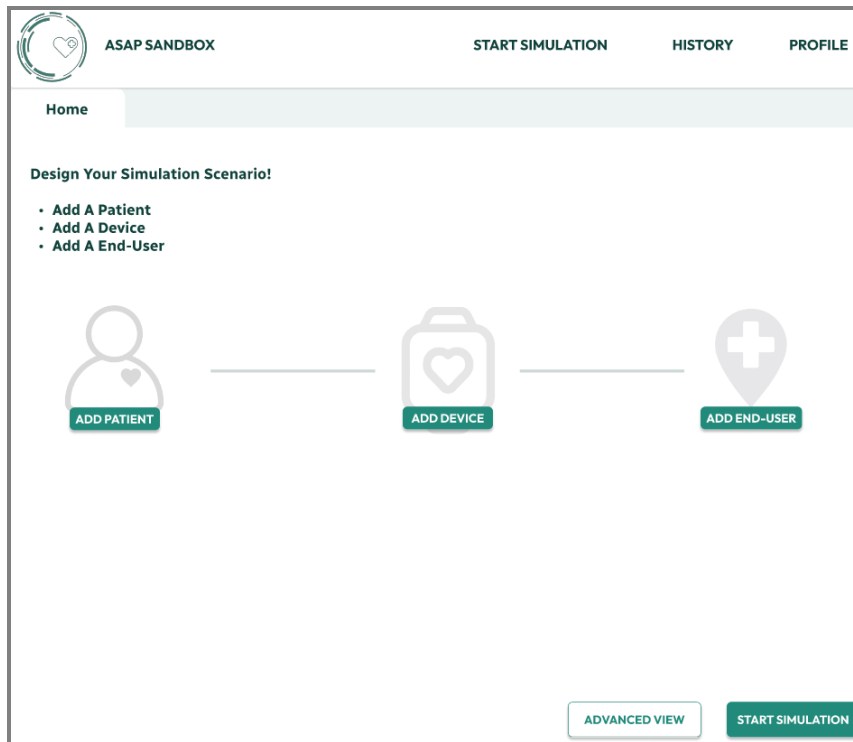 ASAP SANDBOX START SIMULATION HISTORY PROFILE
Home
Design Your Simulation Scenario!
• Add A Patient
• Add A Device
• Add A End-User
ADD PATIENT ADD DEVICE ADD END-USER
ADVANCED VIEW START SIMULATION